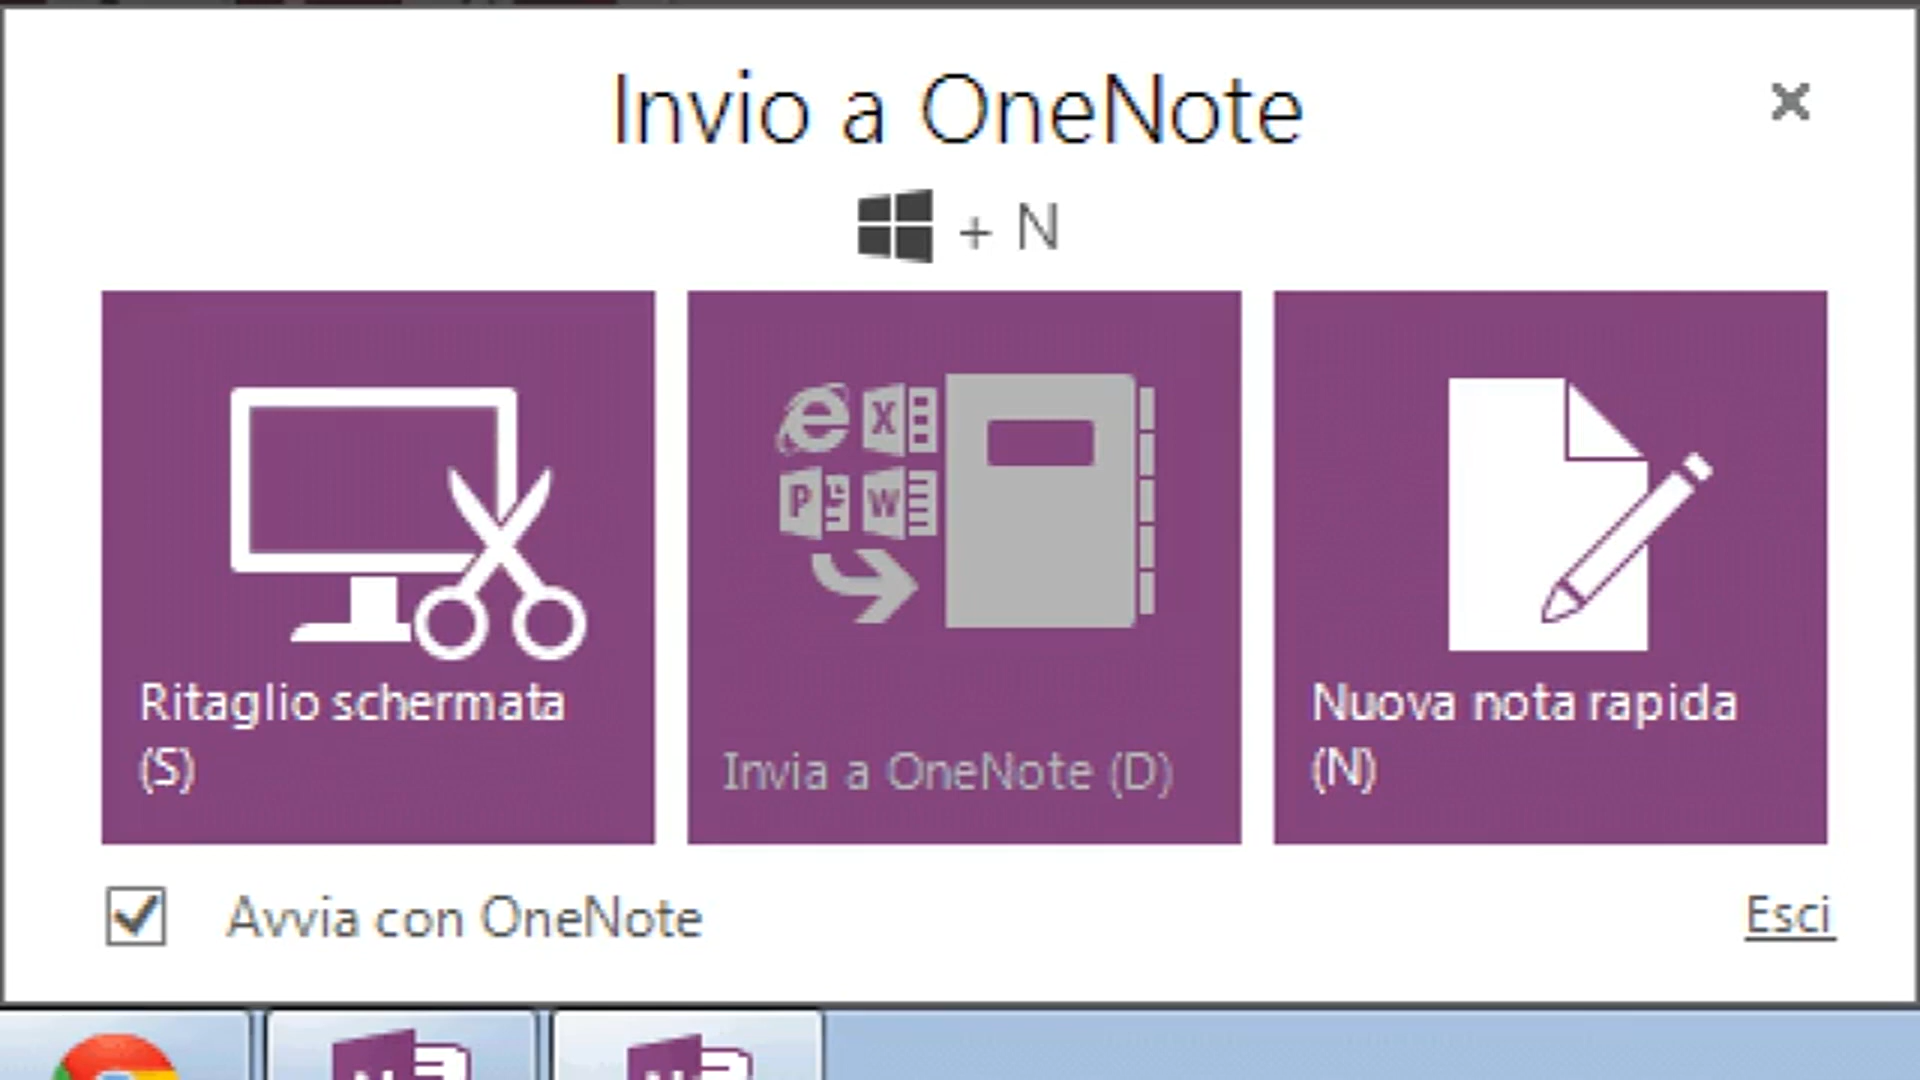 Invio a OneNote
+ N
X
P W
Ritaglio schermata
(S)
Invia a OneNote (D)
Nuova nota rapida
(N)
Avvia con OneNote
Esci